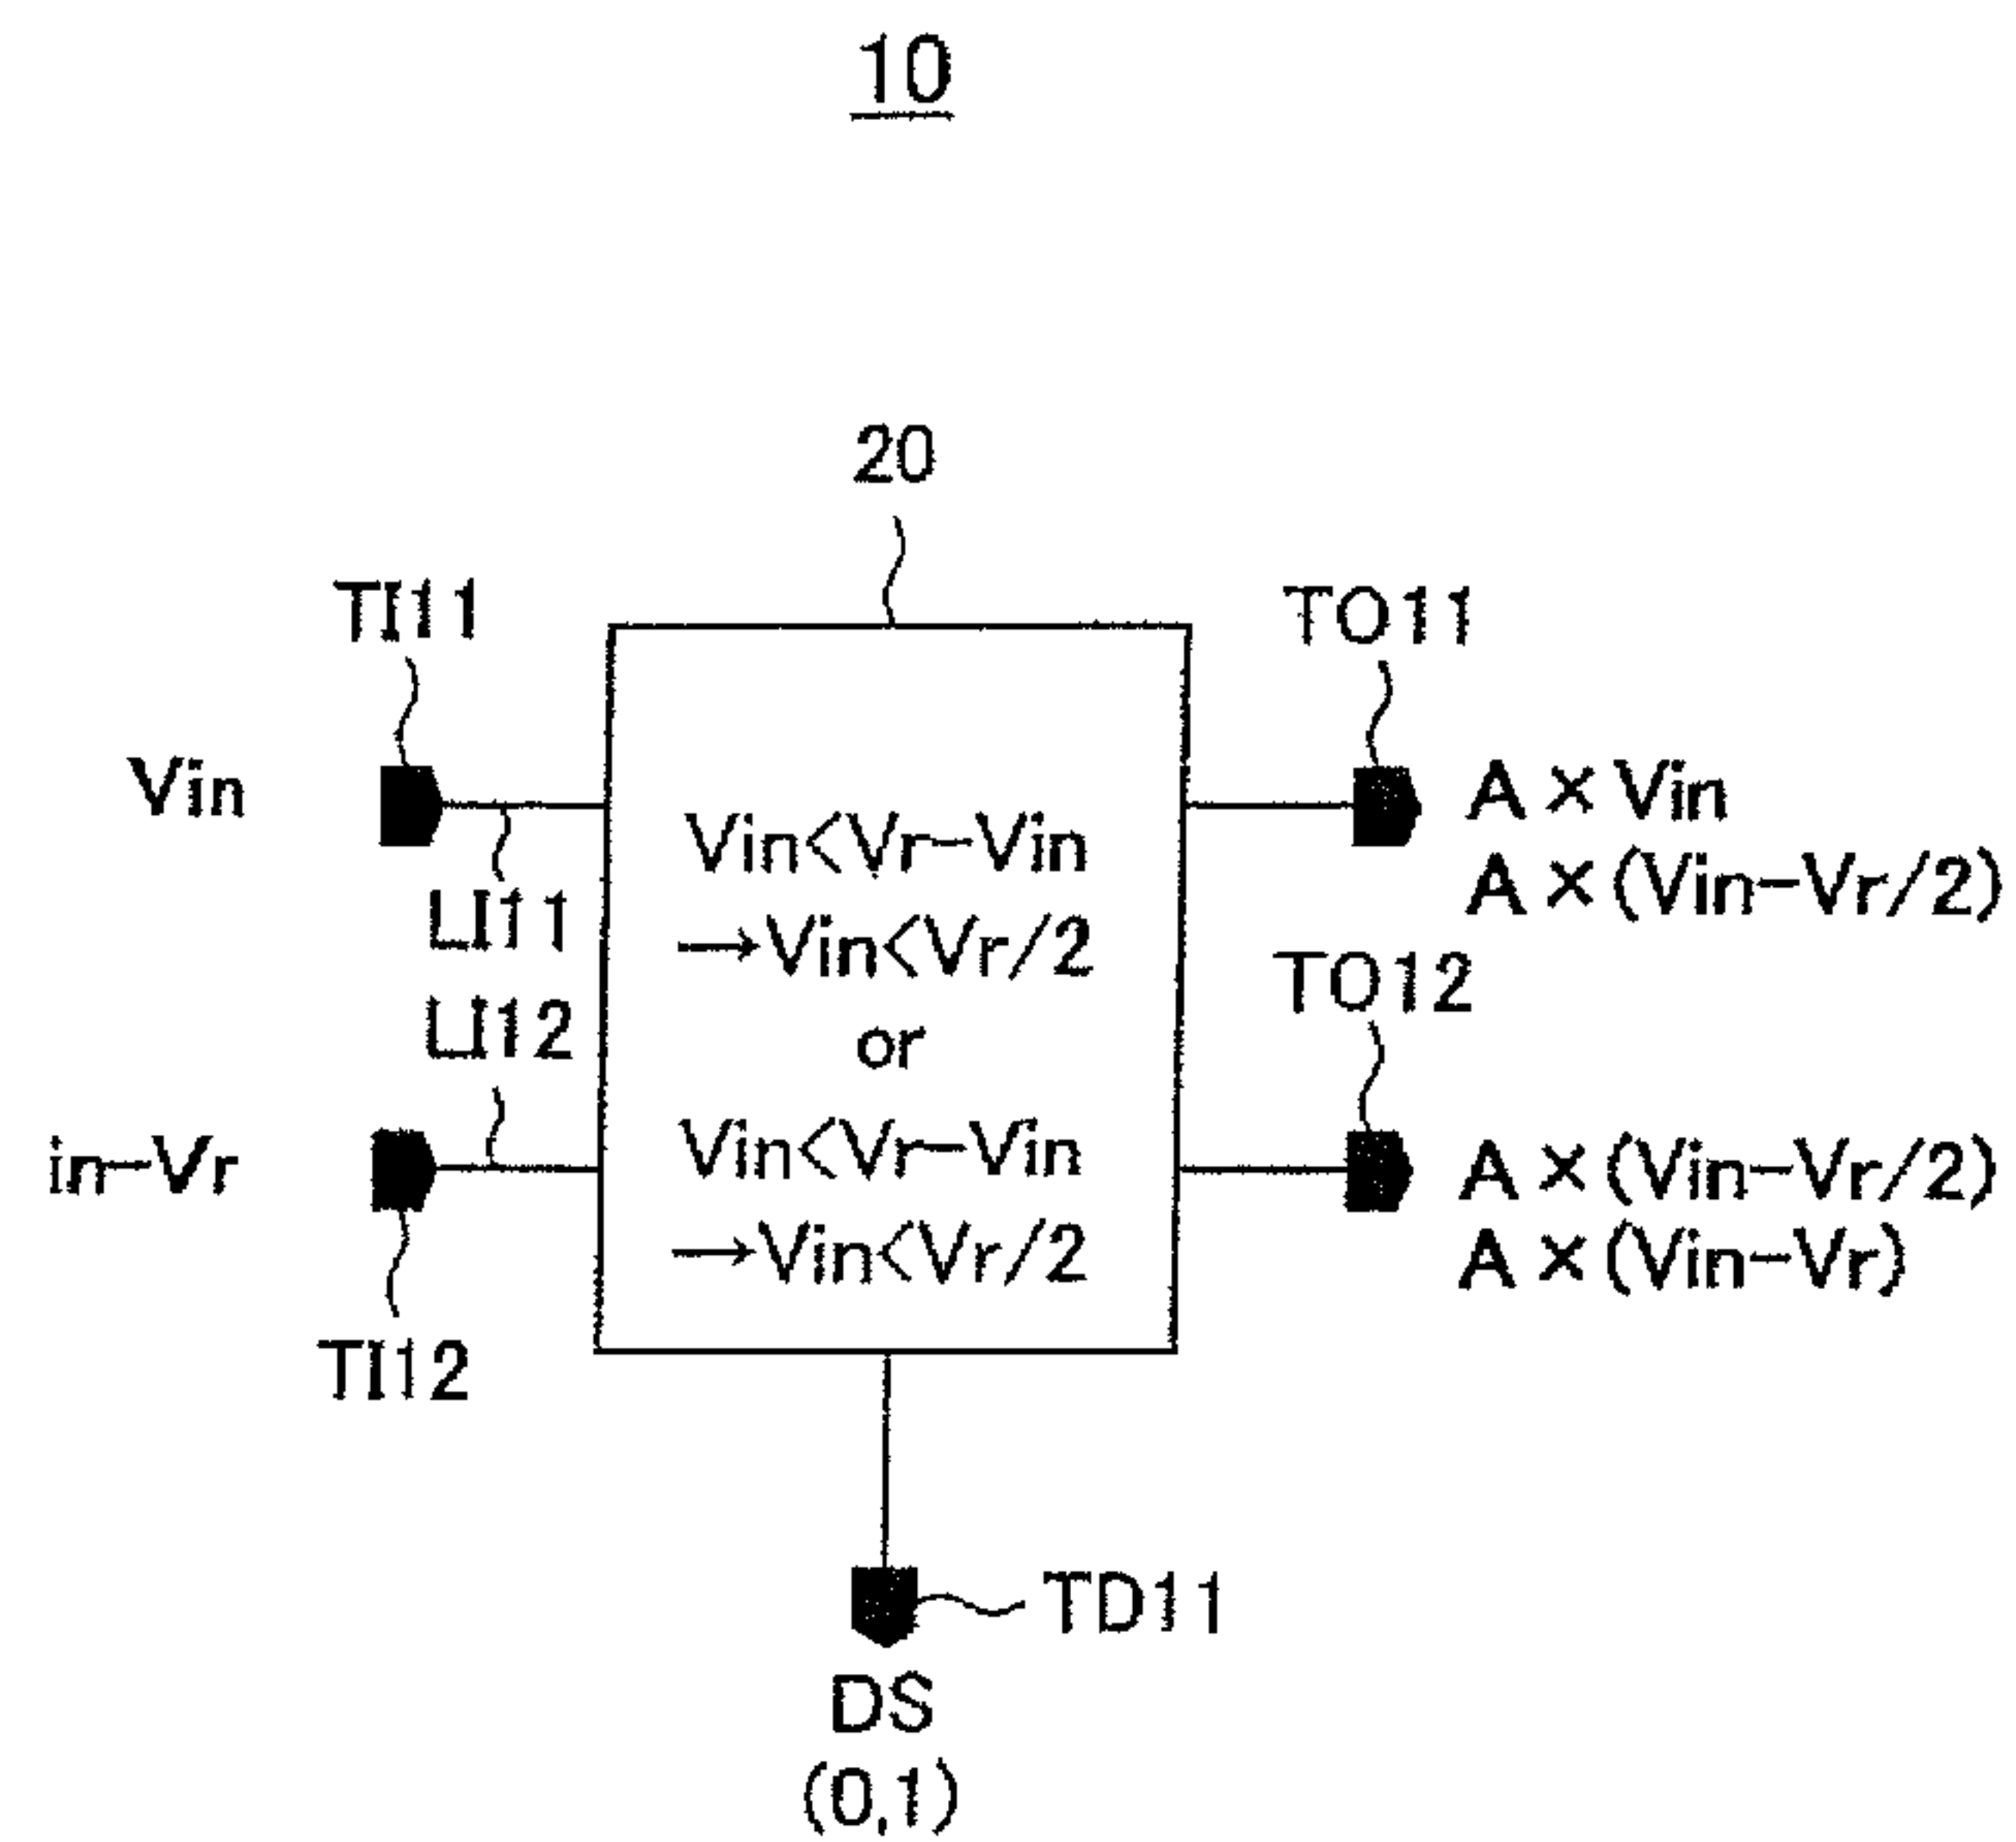 10
20
TI11
TO11
Vin
A×Vin
A×(Vin-Vr/2)
LI11
LI12
Vin<Vr-Vin
→Vin<Vr/2
or
Vin<Vr-Vin
→Vin<Vr/2
TO12
in-Vr
A×(Vin-Vr/2)
A×(Vin-Vr)
TI12
TD11
DS
(0,1)